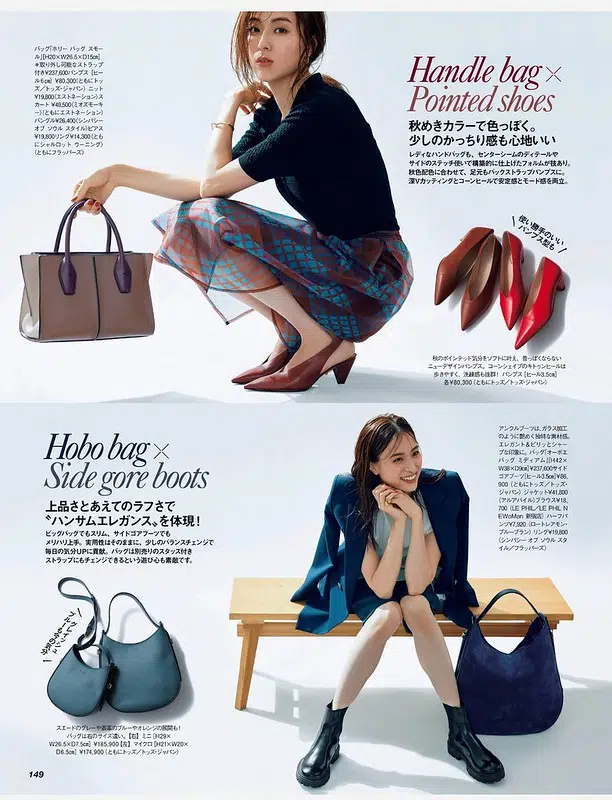 バッグ「ホリー バッグ スモー
ル」[H20×W26.5×D15cm]
＊取り外し可能なストラップ
付き¥237,600パンプス [ヒー
ル6cm] ¥80,300(ともにトッ
ズ/トッズ・ジャパン) ニット
¥19,800(エストネーション)ス
カート ¥49,500(ミオズモーキ
ー)(ともにエストネーション)
バングル¥26,400(シンパシー
オブ ソウル スタイル)ピアス
¥19,800リング¥14,300(とも
にシャルロット ウーニング)
(ともにフラッパーズ)
Handle bag×
Pointed shoes
秋めきカラーで色っぽく。
少しのかっちり感も心地いい
レディなハンドバッグも、センターシームのディテールや
サイドのステッチ使いで構築的に仕上げたフォルムが技あり。
秋色配色に合わせて、足元もバックストラップパンプスに。
深Vカッティングとコーンヒールで安定感とモード感を両立。
使い勝手のいい
パンプス型も
秋のポインテッド気分をソフトに叶え、昔っぽくならない
ニューデザインパンプス。コーンシェイプのキトゥンヒールは
歩きやすく、洗練感も抜群! パンプス [ヒール3.5cm]
各¥80,300(ともにトッズ/トッズ・ジャパン)
Hobo bag×
Side gore boots
上品さとあえてのラフさで
〝ハンサムエレガンス〟を体現!
ビッグバッグでもスリム、サイドゴアブーツでも
メリハリ上手。実用性はそのままに、少しのバランスチェンジで
毎日の気分UPに貢献。バッグは別売りのスタッズ付き
ストラップにもチェンジできるという遊び心も素敵です。
アンクルブーツは、ガラス加工
のように艶めく独特な素材感。
エレガント&ピリッとシャー
プな印象に。バッグ「オーボエ
バッグ ミディアム」[H42×
W38×D9cm]¥237,600サイド
ゴアブーツ[ヒール3.5cm]¥86,
900 (ともにトッズ/トッズ・
ジャパン) ジャケット¥41,800
(アルアバイル)ブラウス¥18,
700 (LE PHIL/LE PHIL N
EWoMan 新宿店) ハーフパ
ンツ¥7,920 (ロートレアモン・
ブルーブラン) リング¥19,800
(シンパシー オブ ソウル スタ
イル/フラッパーズ)
スエードのグレーや表革のブルーやオレンジの展開も!
バッグは右のサイズ違い。【右】ミニ [H29×
W26.5×D7.5cm] ¥185,900【左】マイクロ [H21×W20×
D6.5cm] ¥174,900(ともにトッズ/トッズ・ジャパン)
149